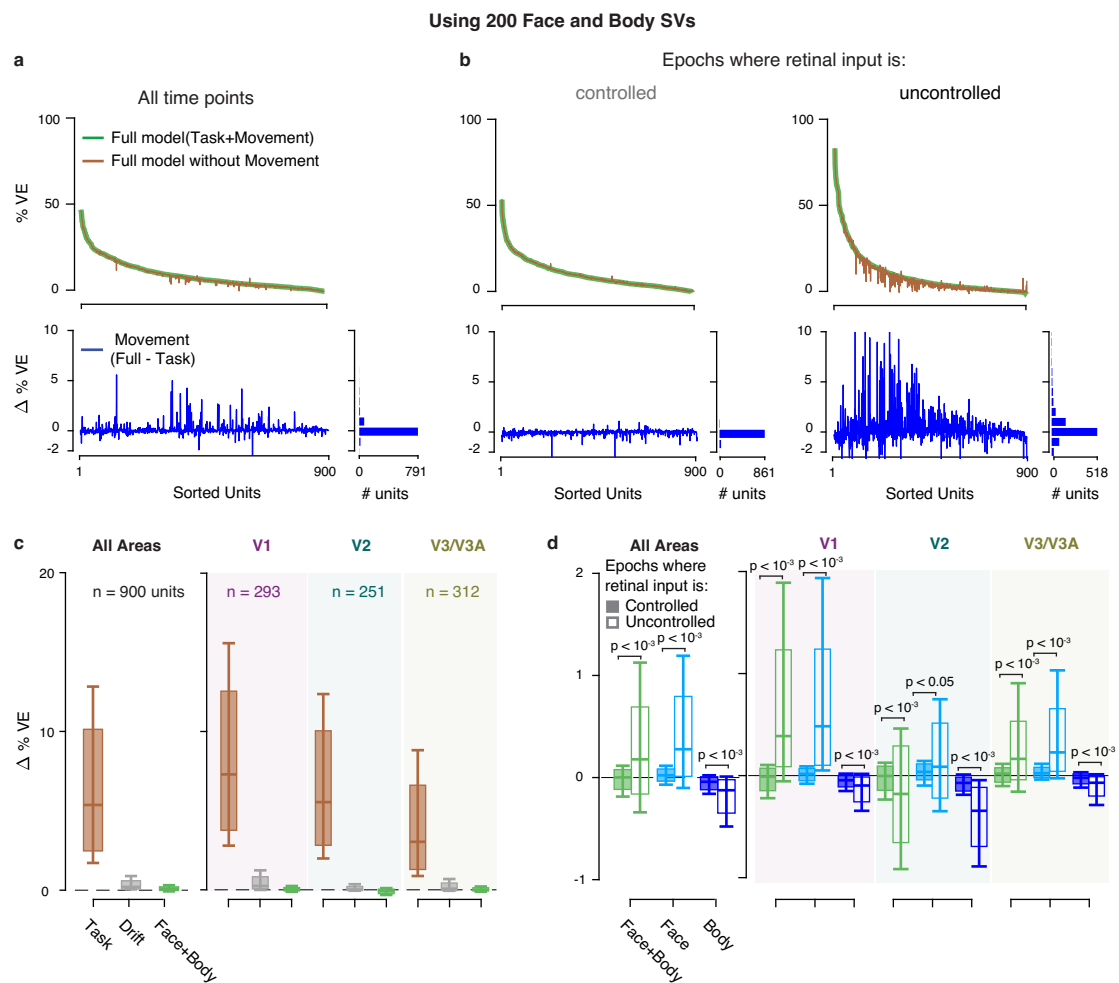 Using 200 Face and Body SVs
a
b
Epochs where retinal input is:
All time points
controlled
uncontrolled
100
50
0
% VE
Full model(Task+Movement)
Full model without Movement
100
50
0
100
50
0
10
5
0
-2
Δ % VE
Movement
(Full - Task)
1
900
Sorted Units
0
791
# units
10
5
0
-2
1
900
Sorted Units
0
861
# units
10
5
0
-2
1
900
Sorted Units
0
518
# units
c
All Areas
V1
V2
V3/V3A
20
10
0
Δ % VE
n = 900 units
n = 293
n = 251
n = 312
Task
Drift
Face+Body
d
All Areas
V1
V2
V3/V3A
2
1
0
-1
Epochs where
retinal input is:
Controlled
Uncontrolled
p < 10⁻³
p < 10⁻³
p < 10⁻³
p < 10⁻³
p < 10⁻³
p < 10⁻³
p < 10⁻³
p < 0.05
p < 10⁻³
p < 10⁻³
p < 10⁻³
p < 10⁻³
Face+Body
Face
Body